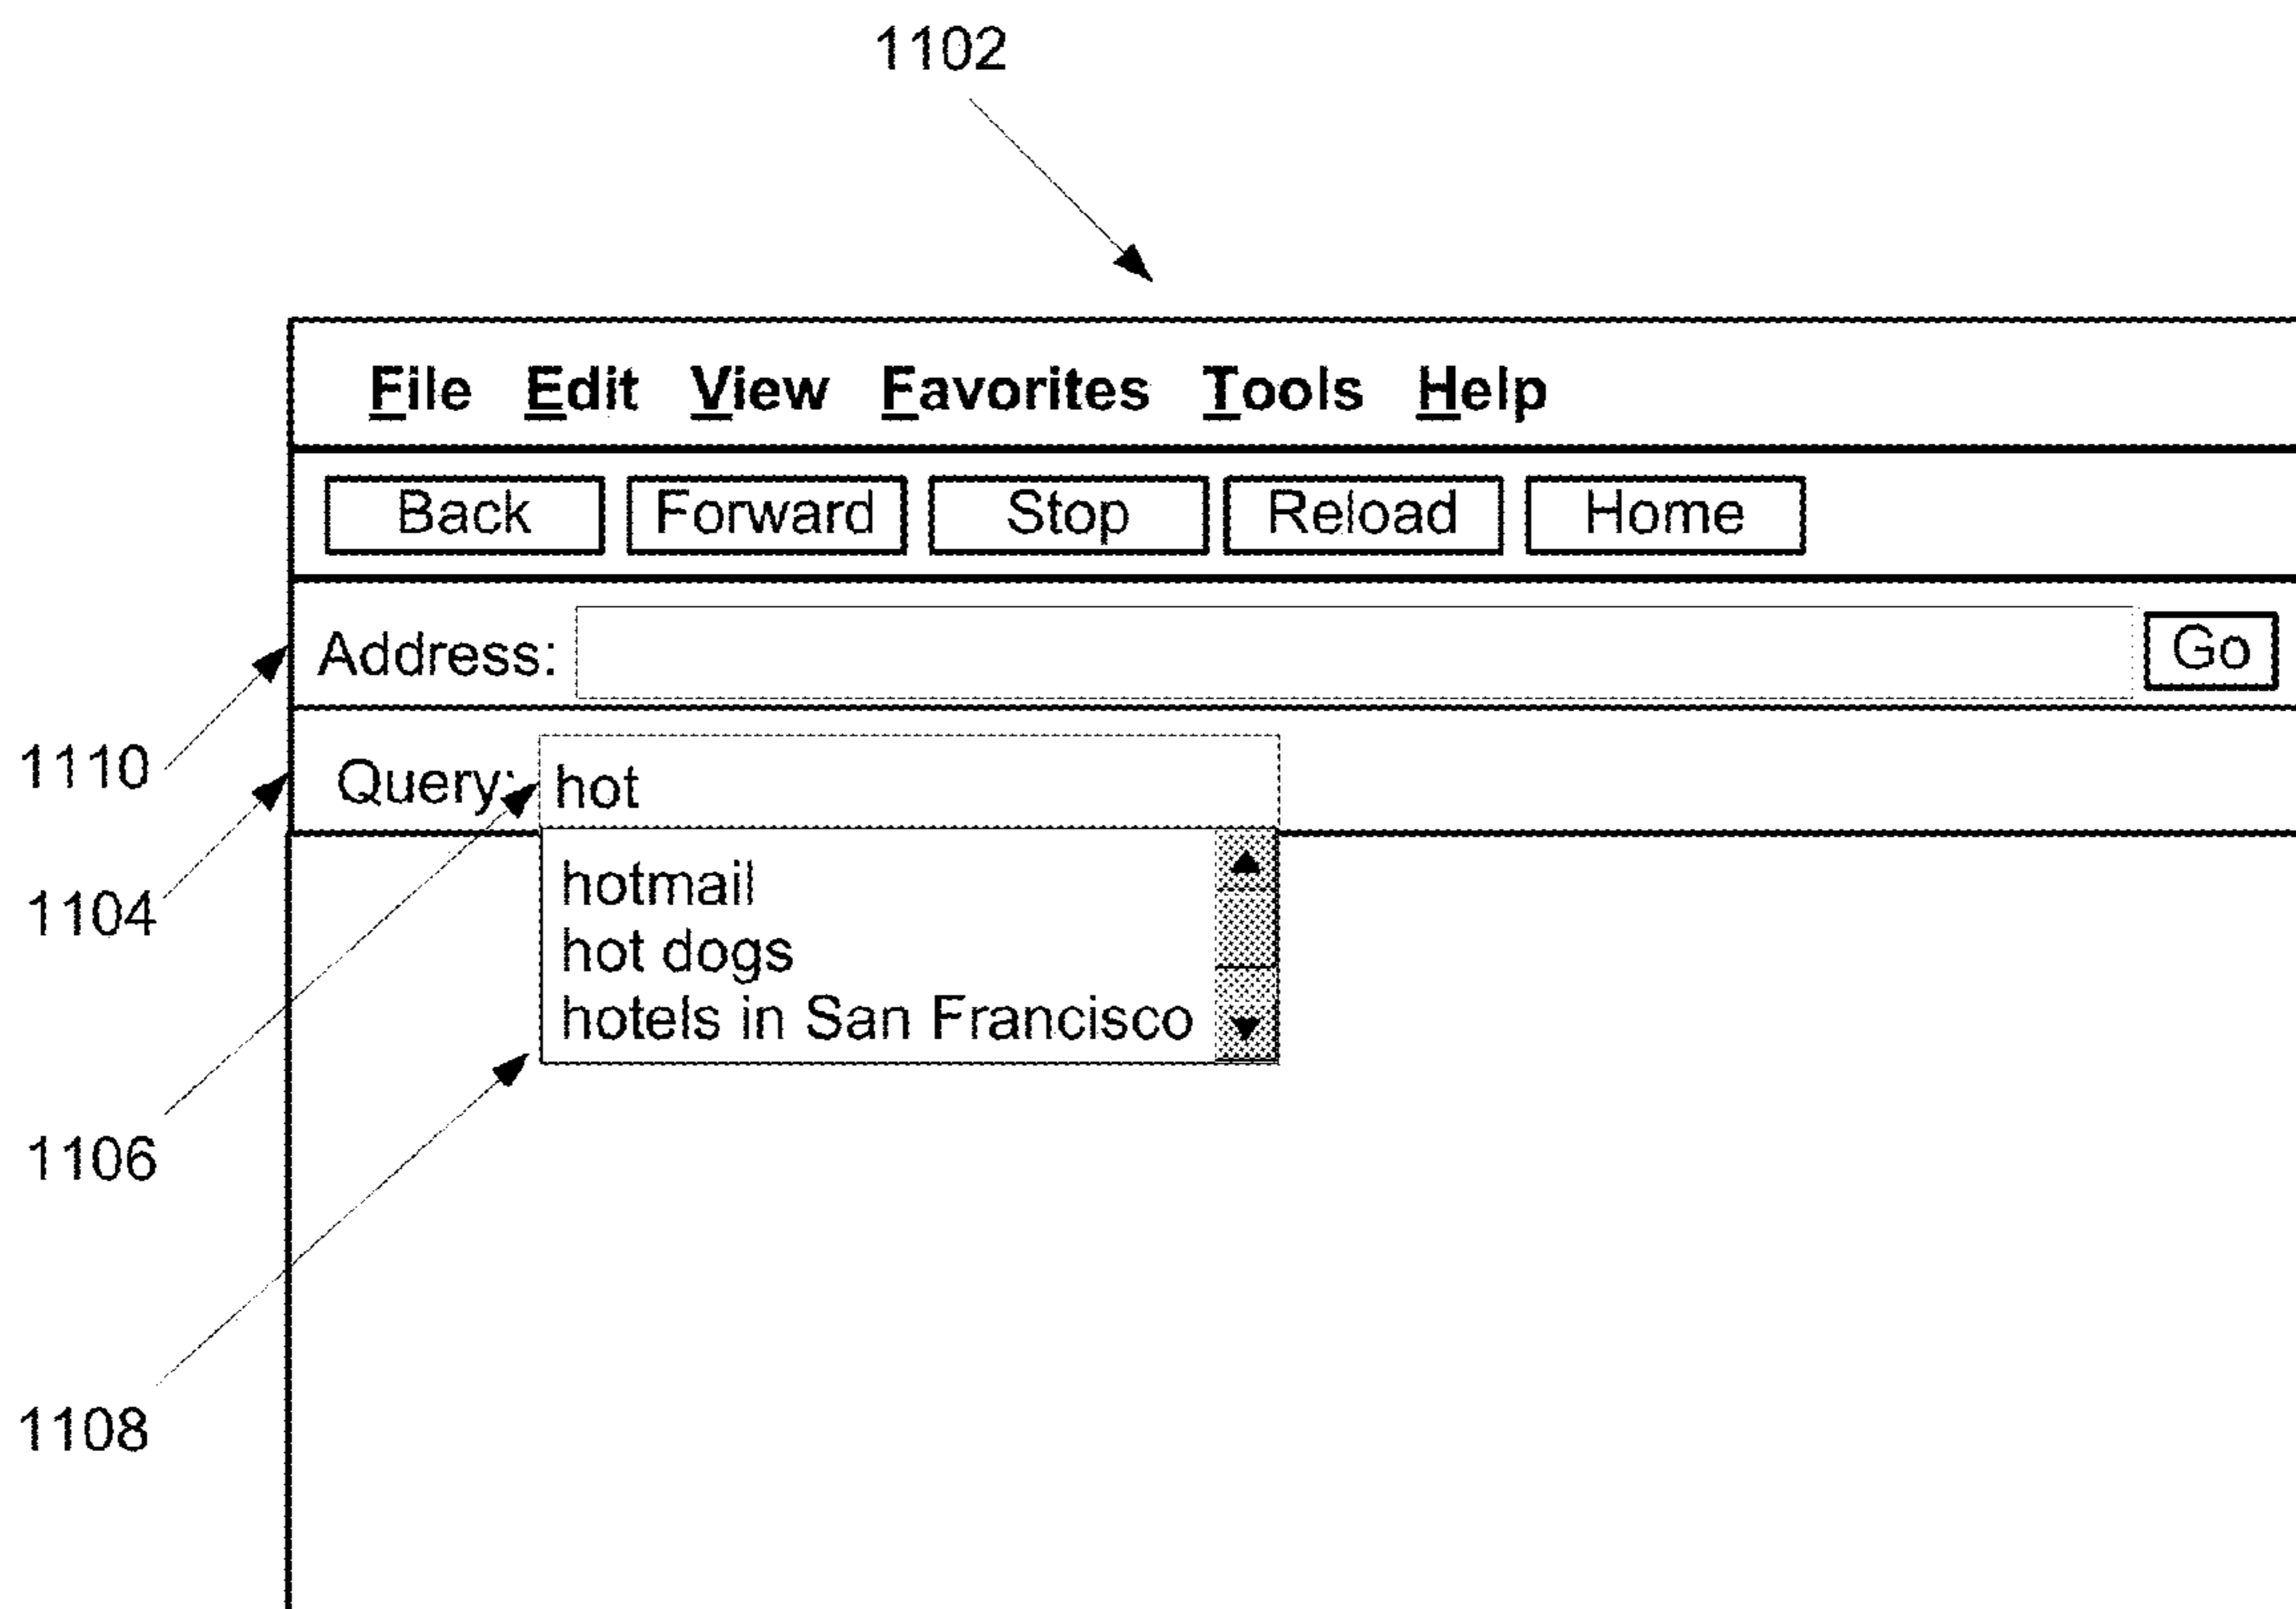 1102
File Edit View Favorites Tools Help
Back Forward Stop Reload Home
Address: Go
1110
Query: hot
1104
hotmail
hot dogs
hotels in San Francisco
1106
1108